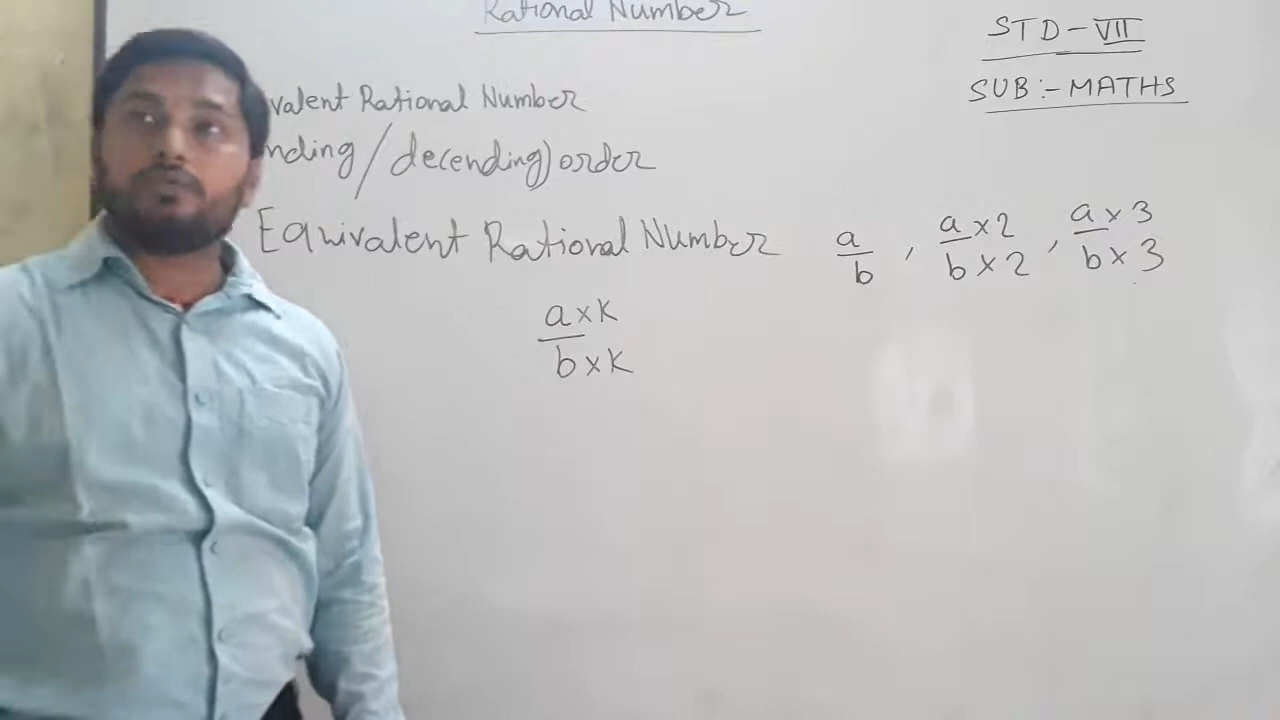 Rational Number
STD-VII
SUB:- MATHS
valent Rational Number
nding/decending) order
Equivalent Rational Number a/b , a×2/b×2 , a×3/b×3
a×k/b×k